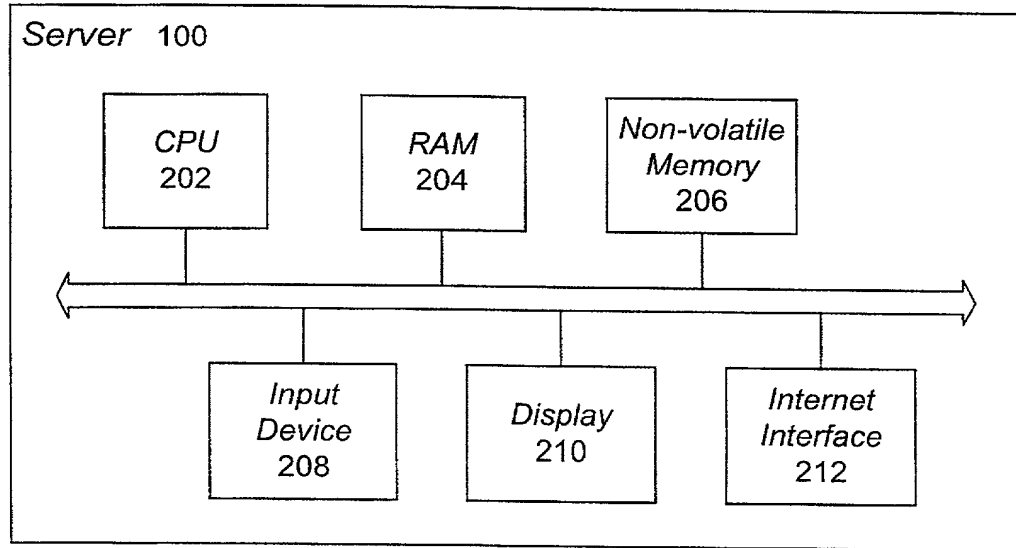 Server 100
CPU
202
RAM
204
Non-volatile
Memory
206
Input
Device
208
Display
210
Internet
Interface
212